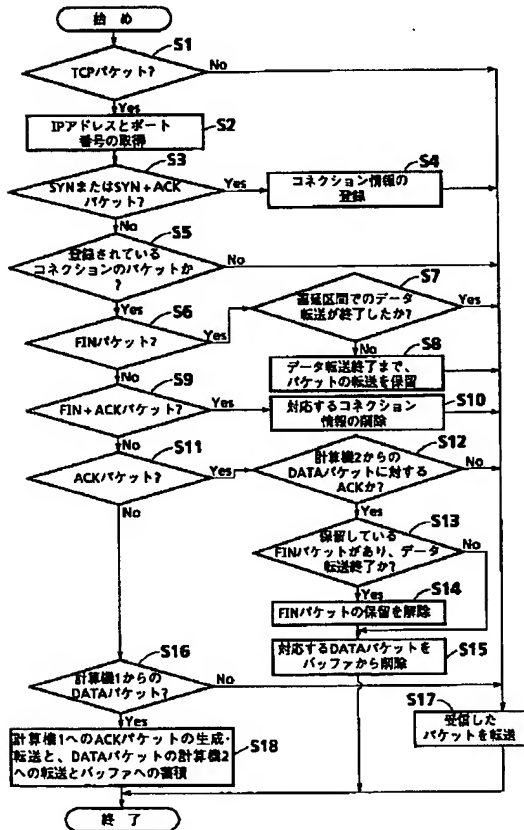 始め
S1
TCPパケット?
No
Yes
IPアドレスとポート
番号の取得
S2
S3
SYNまたはSYN+ACK
パケット?
Yes
S4
コネクション情報の
登録
No
S5
登録されている
コネクションのパケットか
?
No
Yes
S6
FINパケット?
Yes
S7
遅延区間でのデータ
転送が終了したか?
Yes
No
S8
データ転送終了まで、
パケットの転送を保留
No
S9
FIN+ACKパケット?
Yes
S10
対応するコネクション
情報の削除
No
S11
ACKパケット?
Yes
S12
計算機2からの
DATAパケットに対する
ACKか?
No
Yes
No
S13
保留している
FINパケットがあり、データ
転送終了か?
No
Yes
S14
FINパケットの保留を解除
対応するDATAパケットを
バッファから削除
S15
S16
計算機1からの
DATAパケット?
No
Yes
S17
受信した
パケットを転送
計算機1へのACKパケットの生成・
転送と、DATAパケットの計算機2
への転送とバッファへの蓄積
S18
終了